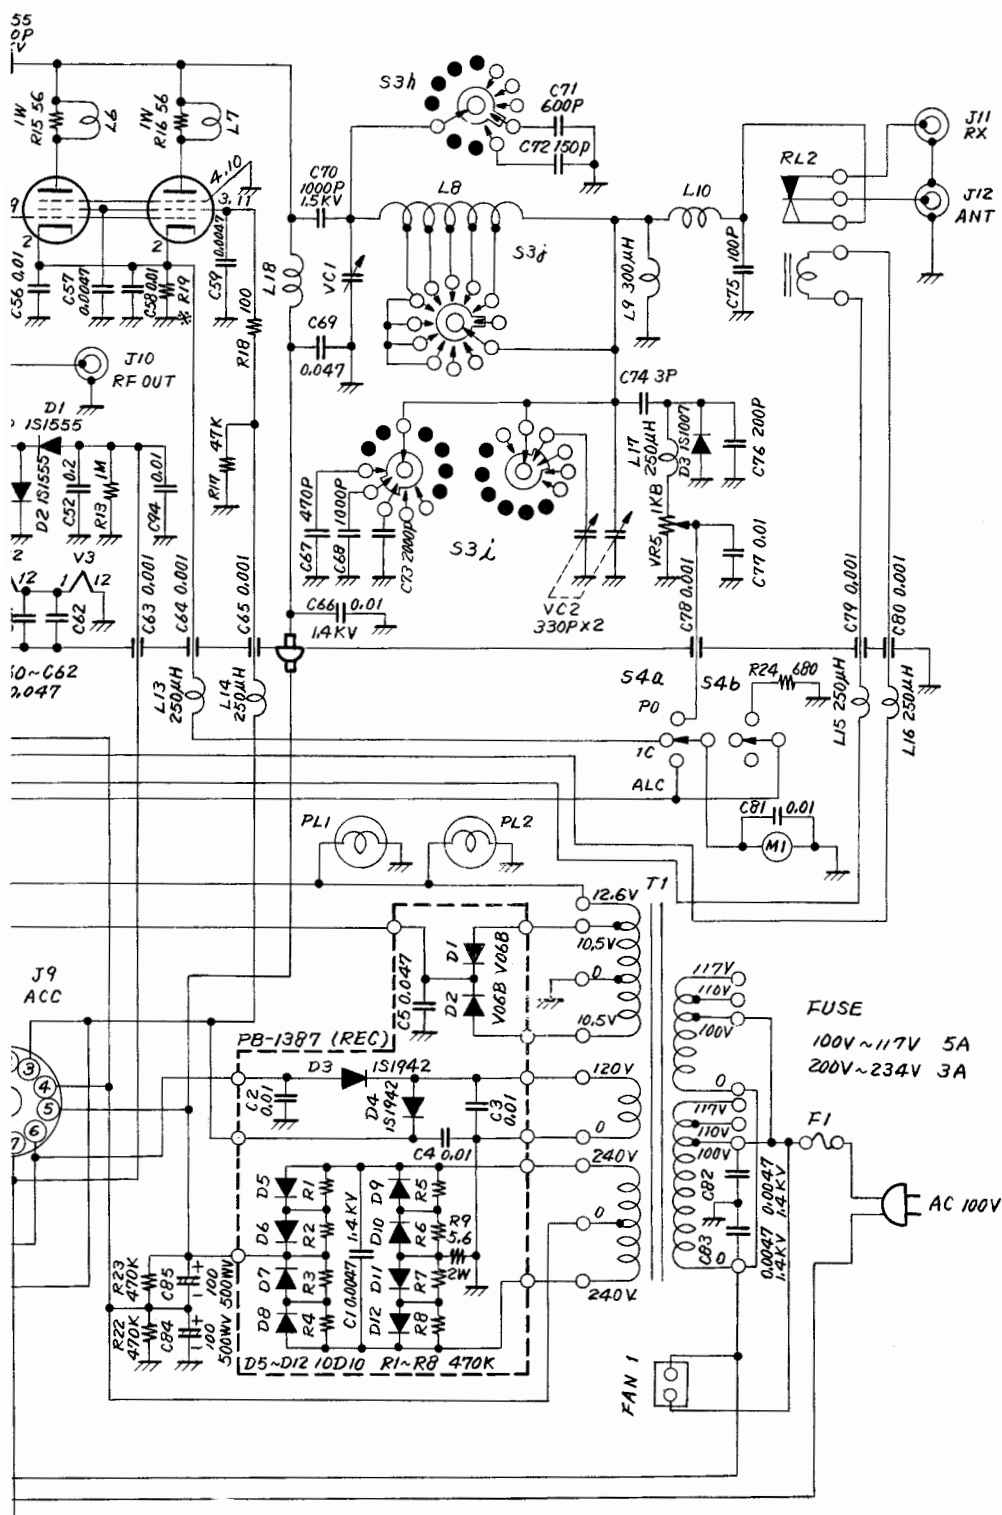 55
0P
KV
1W
R15 56
L6
1W
R16 56
L7
4,10
3,11
2
2
9
C56 0.01
C57
0.0047
C58 0.01
R19
※
C59
0.0047
S3h
C71
600P
C72 150P
C70
1000P
1.5KV
L8
S3j
L18
VC1
C69
0.047
R18
100
L10
RL2
J11
RX
J12
ANT
C75 100P
L9 300μH
J10
RF OUT
D1
1S1555
D2 1S1555
C52 0.2
R13
1M
C94 0.01
R17
47K
C67 470P
C68 1000P
C73 2000P
S3i
C74 3P
L17
250μH
D3 1S1007
C76 200P
VR5 1KB
C77 0.01
VC2
330P×2
2
12
V3
1
12
C62
60~C62
0.047
C63 0.001
C64 0.001
C65 0.001
C66
0.01
1.4KV
C78 0.001
C79 0.001
C80 0.001
L13
250μH
L14
250μH
S4a
S4b
R24
680
PO
IC
ALC
L15 250μH
L16 250μH
C81
0.01
M1
PL1
PL2
T1
12.6V
10.5V
0
10.5V
J9
ACC
3
4
5
6
7
C5 0.047
D1
D2
V06B
V06B
PB-1387 (REC)
D3
1S1942
C2
0.01
D4
1S1942
C3
0.01
C4 0.01
120V
0
240V
0
240V
117V
110V
100V
0
117V
110V
100V
0
FUSE
100V~117V 5A
200V~234V 3A
F1
C82
0.0047
1.4KV
C83
0.0047
1.4KV
AC 100V
D5
R1
D6
R2
D7
R3
D8
R4
C1 0.0047
1.4KV
D9
R5
D10
R6
D11
R7
D12
R8
R9
5.6
2W
R23
470K
C85
100
500WV
R22
470K
C84
100
500WV
D5~D12 10D10
R1~R8 470K
FAN 1